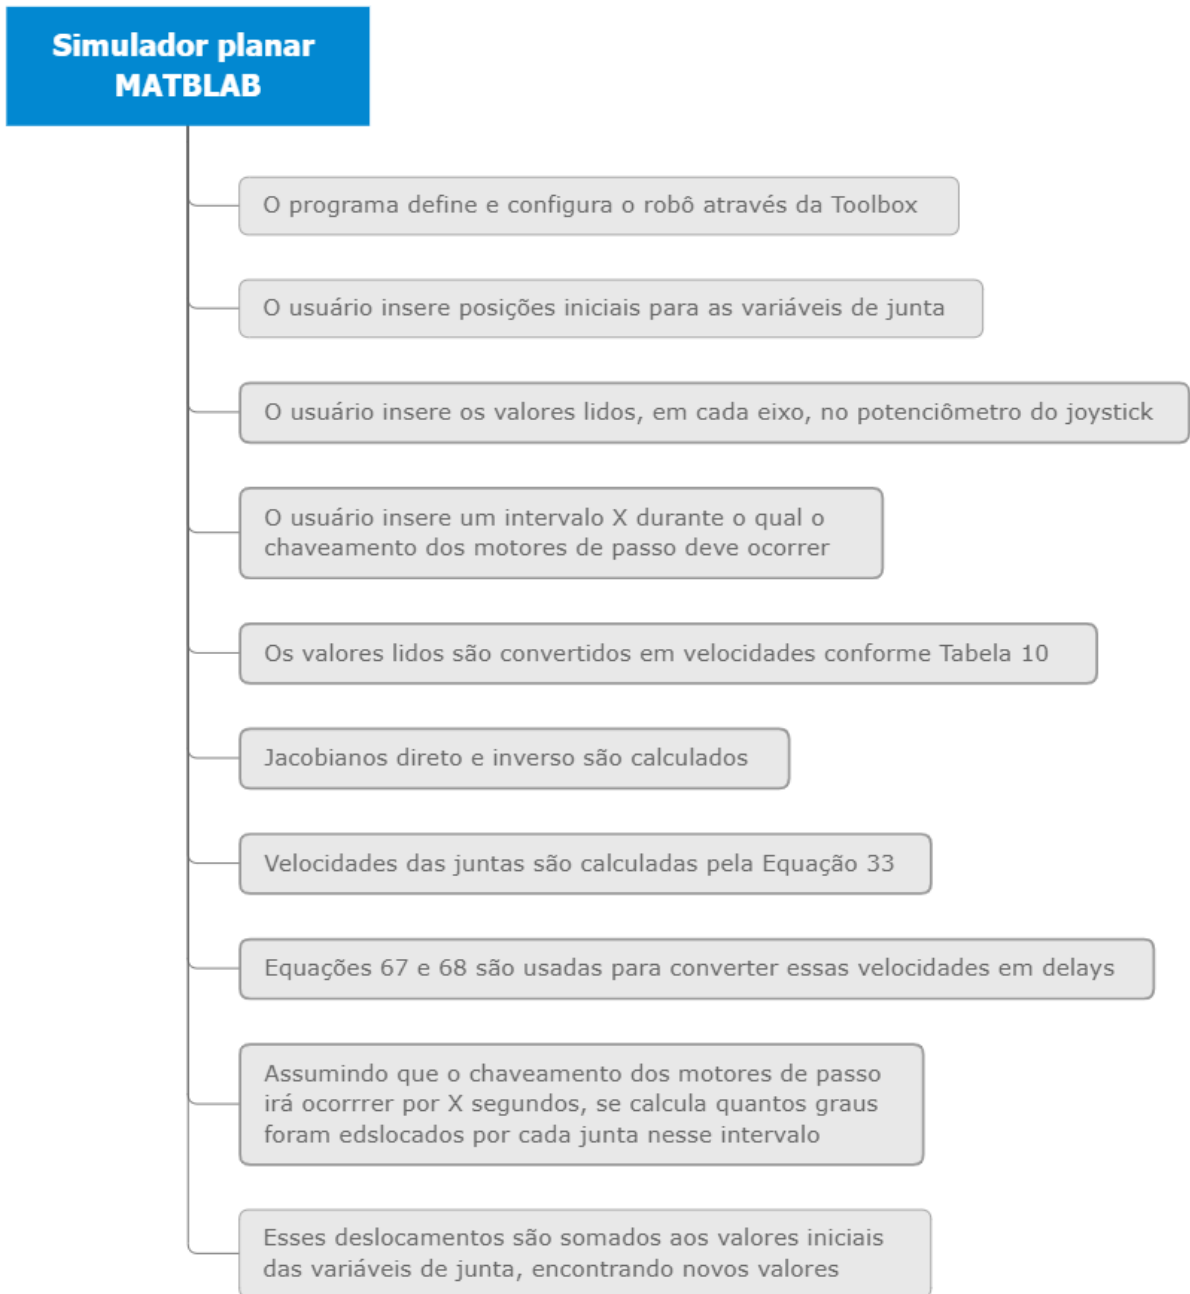 Simulador planar
MATBLAB
O programa define e configura o robô através da Toolbox
O usuário insere posições iniciais para as variáveis de junta
O usuário insere os valores lidos, em cada eixo, no potenciômetro do joystick
O usuário insere um intervalo X durante o qual o
chaveamento dos motores de passo deve ocorrer
Os valores lidos são convertidos em velocidades conforme Tabela 10
Jacobianos direto e inverso são calculados
Velocidades das juntas são calculadas pela Equação 33
Equações 67 e 68 são usadas para converter essas velocidades em delays
Assumindo que o chaveamento dos motores de passo
irá ocorrrer por X segundos, se calcula quantos graus
foram edslocados por cada junta nesse intervalo
Esses deslocamentos são somados aos valores iniciais
das variáveis de junta, encontrando novos valores